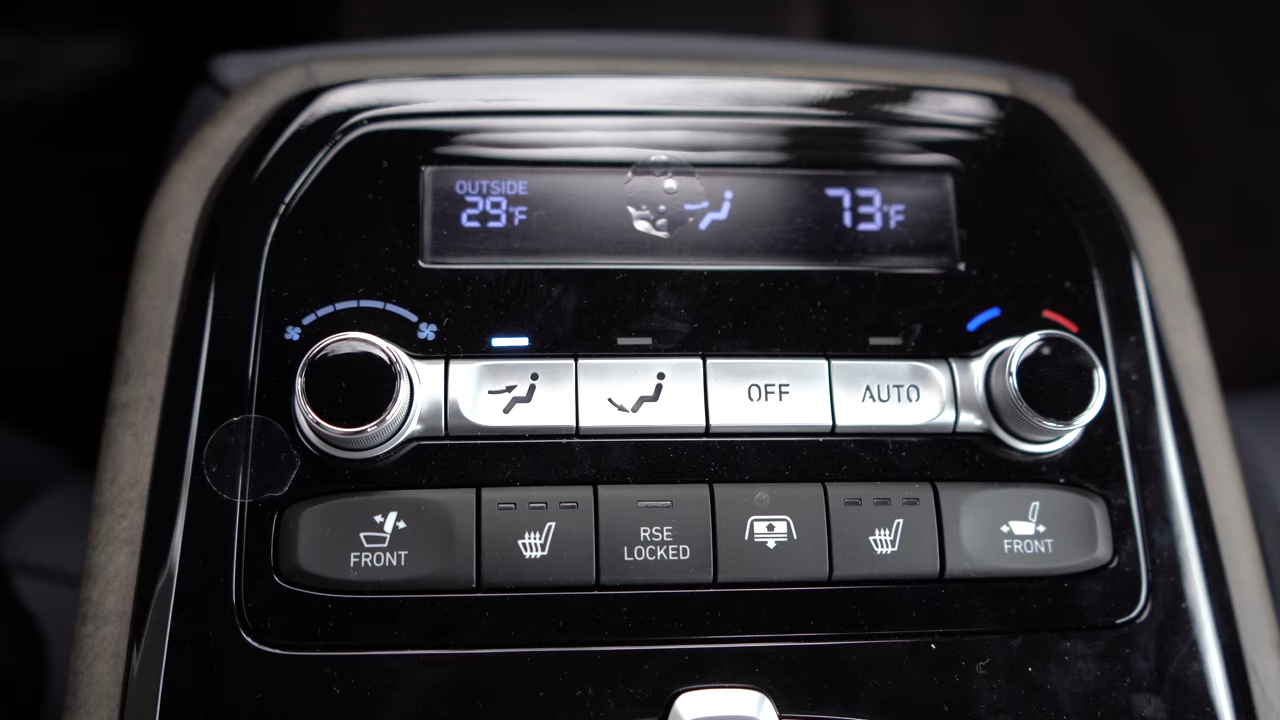 OUTSIDE
29°F
73°F
OFF
AUTO
FRONT
RSE
LOCKED
FRONT